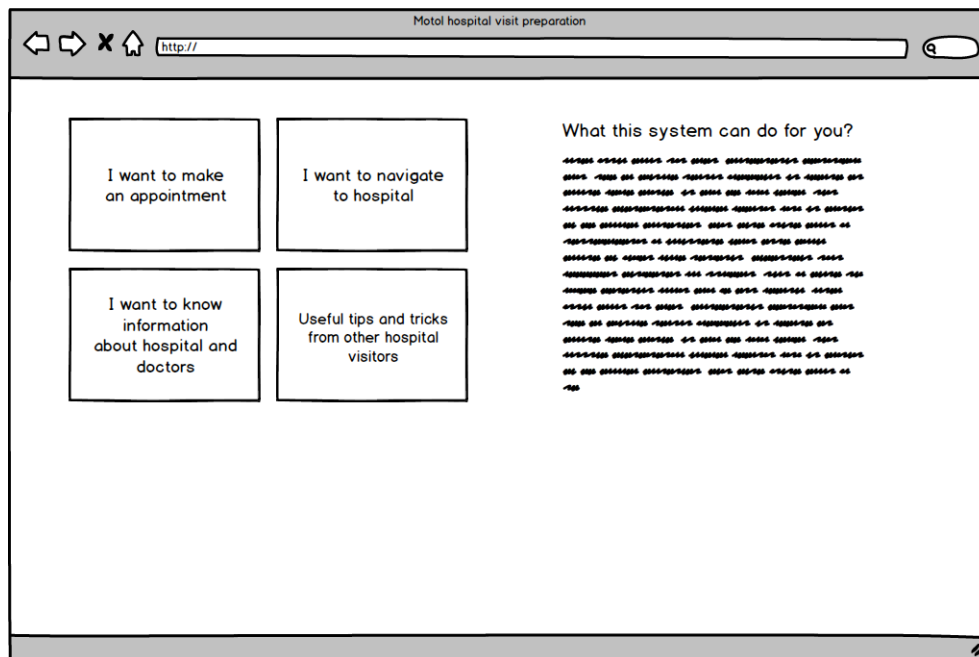 Motol hospital visit preparation
http://
I want to make
an appointment
I want to navigate
to hospital
I want to know
information
about hospital and
doctors
Useful tips and tricks
from other hospital
visitors
What this system can do for you?